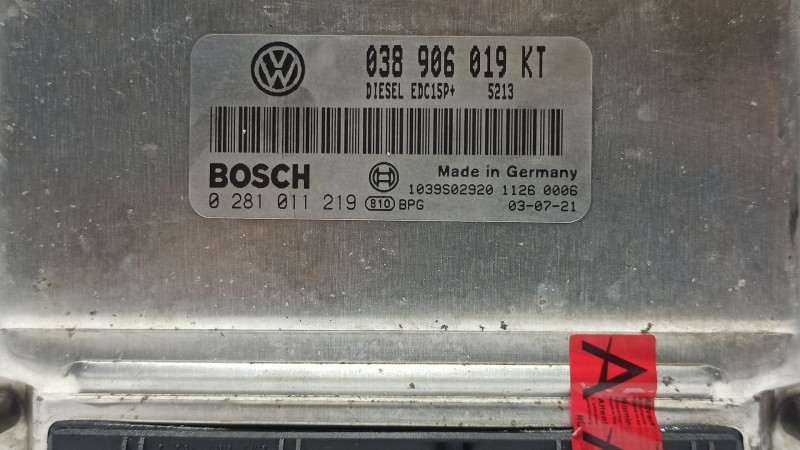 038 906 019 KT
DIESEL EDC15P+ 5213
BOSCH
Made in Germany
1039S02920 1126 0006
0 281 011 219 810 BPG 03-07-21
A